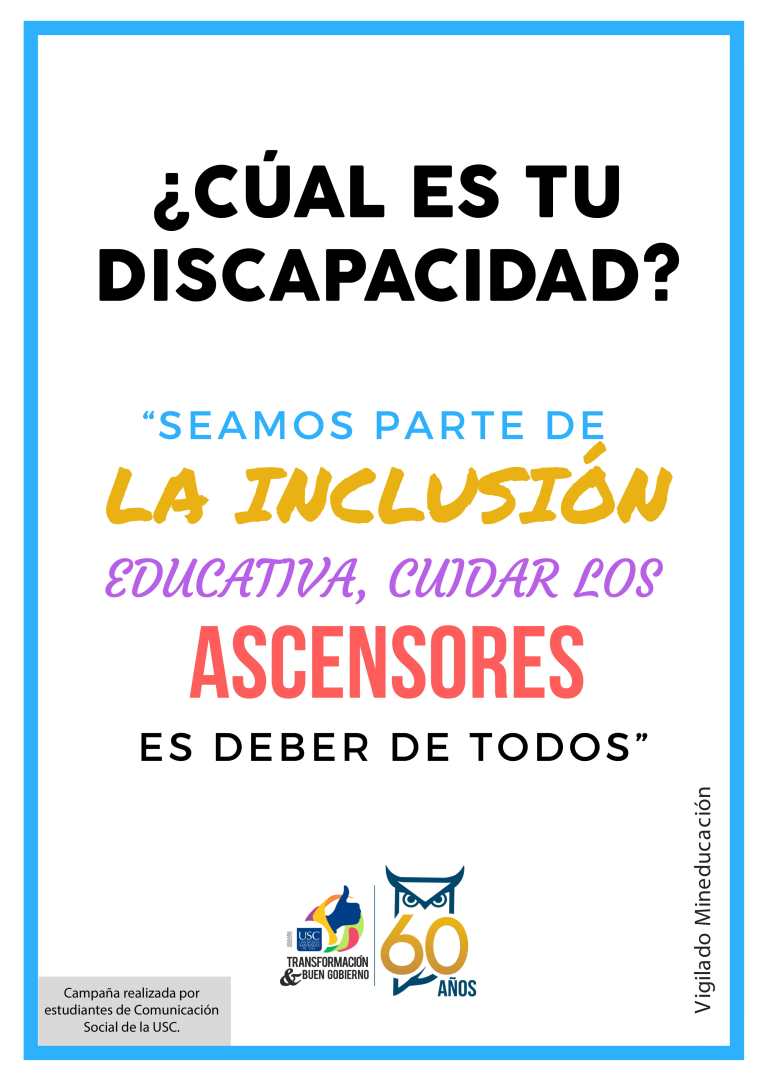 ¿CÚAL ES TU
DISCAPACIDAD?
“SEAMOS PARTE DE
LA INCLUSIÓN
EDUCATIVA, CUIDAR LOS
ASCENSORES
ES DEBER DE TODOS”
Vigilado Mineducación
USC
TRANSFORMACIÓN
& BUEN GOBIERNO
60
AÑOS
Campaña realizada por
estudiantes de Comunicación
Social de la USC.